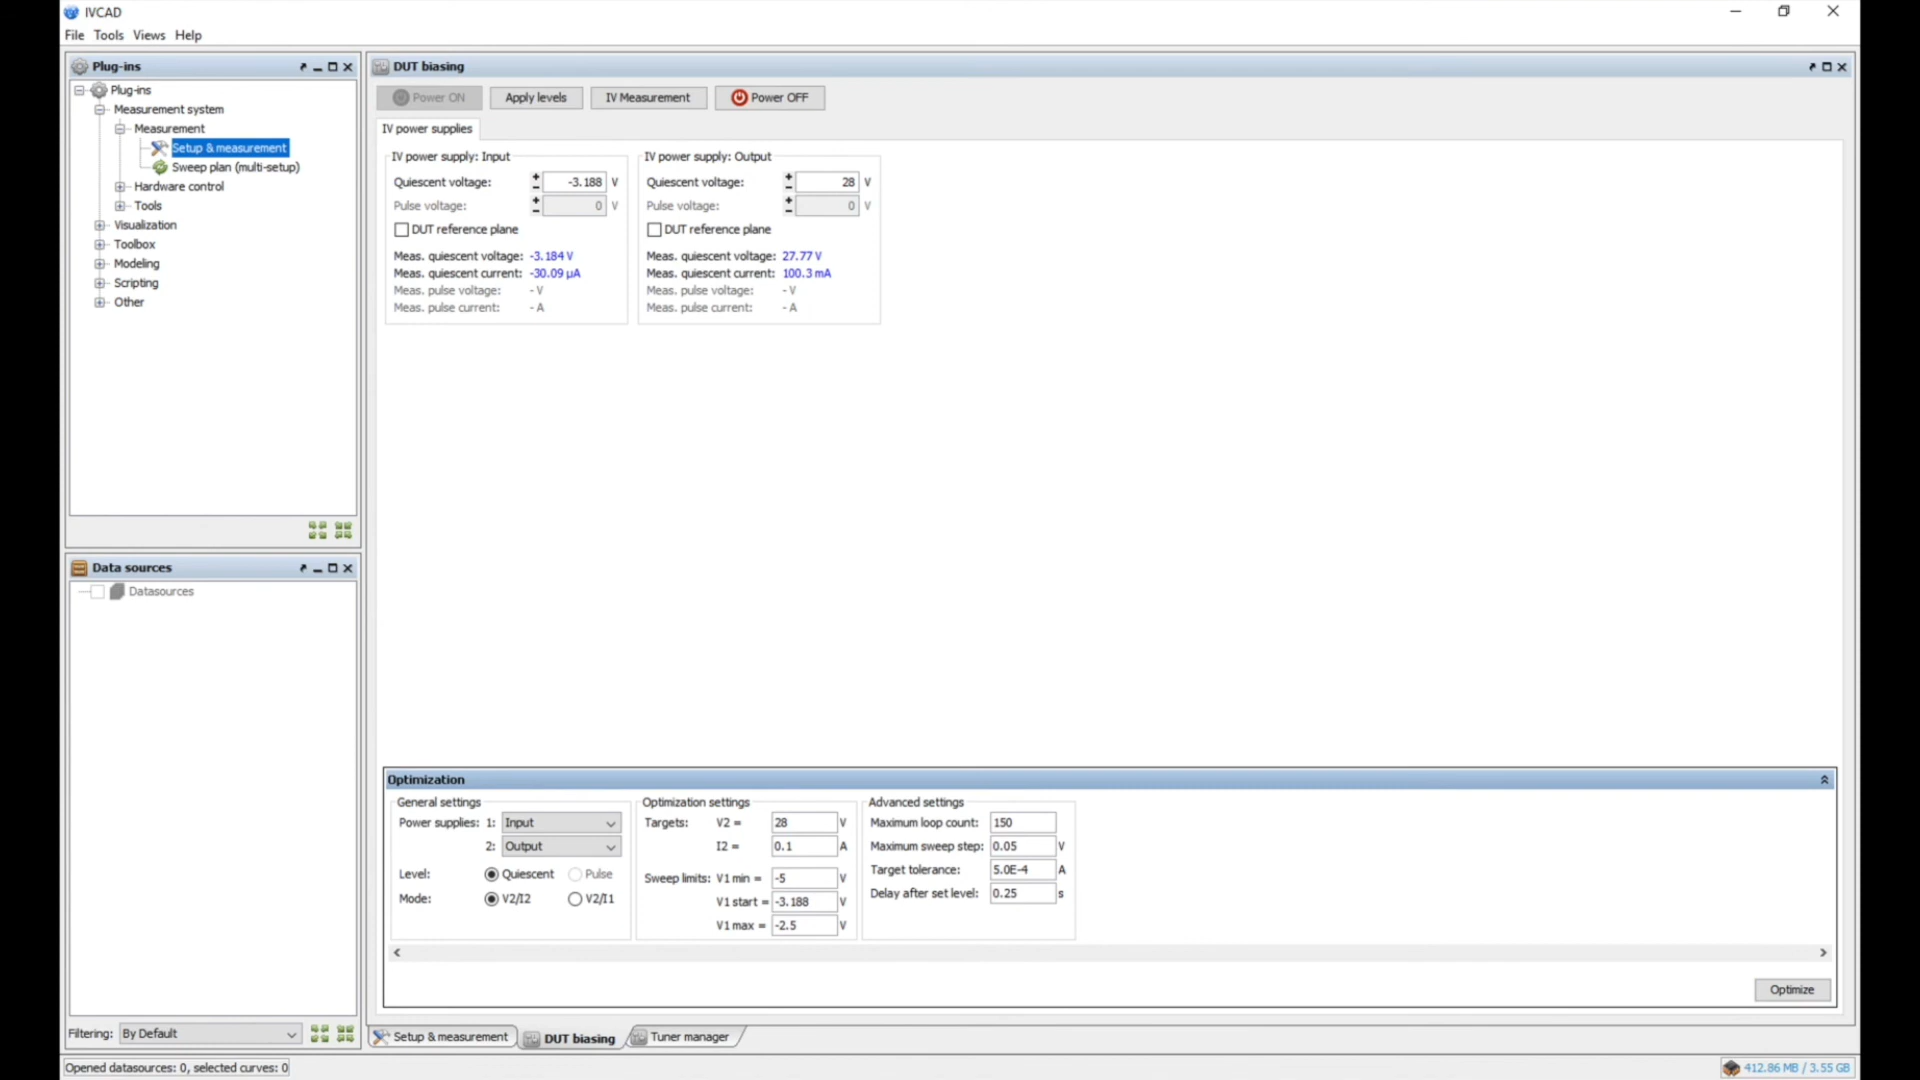 IVCAD
File Tools Views Help
Plug-ins
Plug-ins
Measurement system
Measurement
Setup & measurement
Sweep plan (multi-setup)
Hardware control
Tools
Visualization
Toolbox
Modeling
Scripting
Other
Data sources
Datasources
Filtering: By Default
Opened datasources: 0, selected curves: 0
DUT biasing
Power ON Apply levels IV Measurement Power OFF
IV power supplies
IV power supply: Input
Quiescent voltage: + - -3.188 V
Pulse voltage: + - 0 V
DUT reference plane
Meas. quiescent voltage: -3.184 V
Meas. quiescent current: -30.09 µA
Meas. pulse voltage: - V
Meas. pulse current: - A
IV power supply: Output
Quiescent voltage: + - 28 V
Pulse voltage: + - 0 V
DUT reference plane
Meas. quiescent voltage: 27.77 V
Meas. quiescent current: 100.3 mA
Meas. pulse voltage: - V
Meas. pulse current: - A
Optimization
General settings
Power supplies: 1: Input
2: Output
Level: Quiescent Pulse
Mode: V2/I2 V2/I1
Optimization settings
Targets: V2 = 28 V
I2 = 0.1 A
Sweep limits: V1 min = -5 V
V1 start = -3.188 V
V1 max = -2.5 V
Advanced settings
Maximum loop count: 150
Maximum sweep step: 0.05 V
Target tolerance: 5.0E-4 A
Delay after set level: 0.25 s
Optimize
Setup & measurement DUT biasing Tuner manager
412.86 MB / 3.55 GB